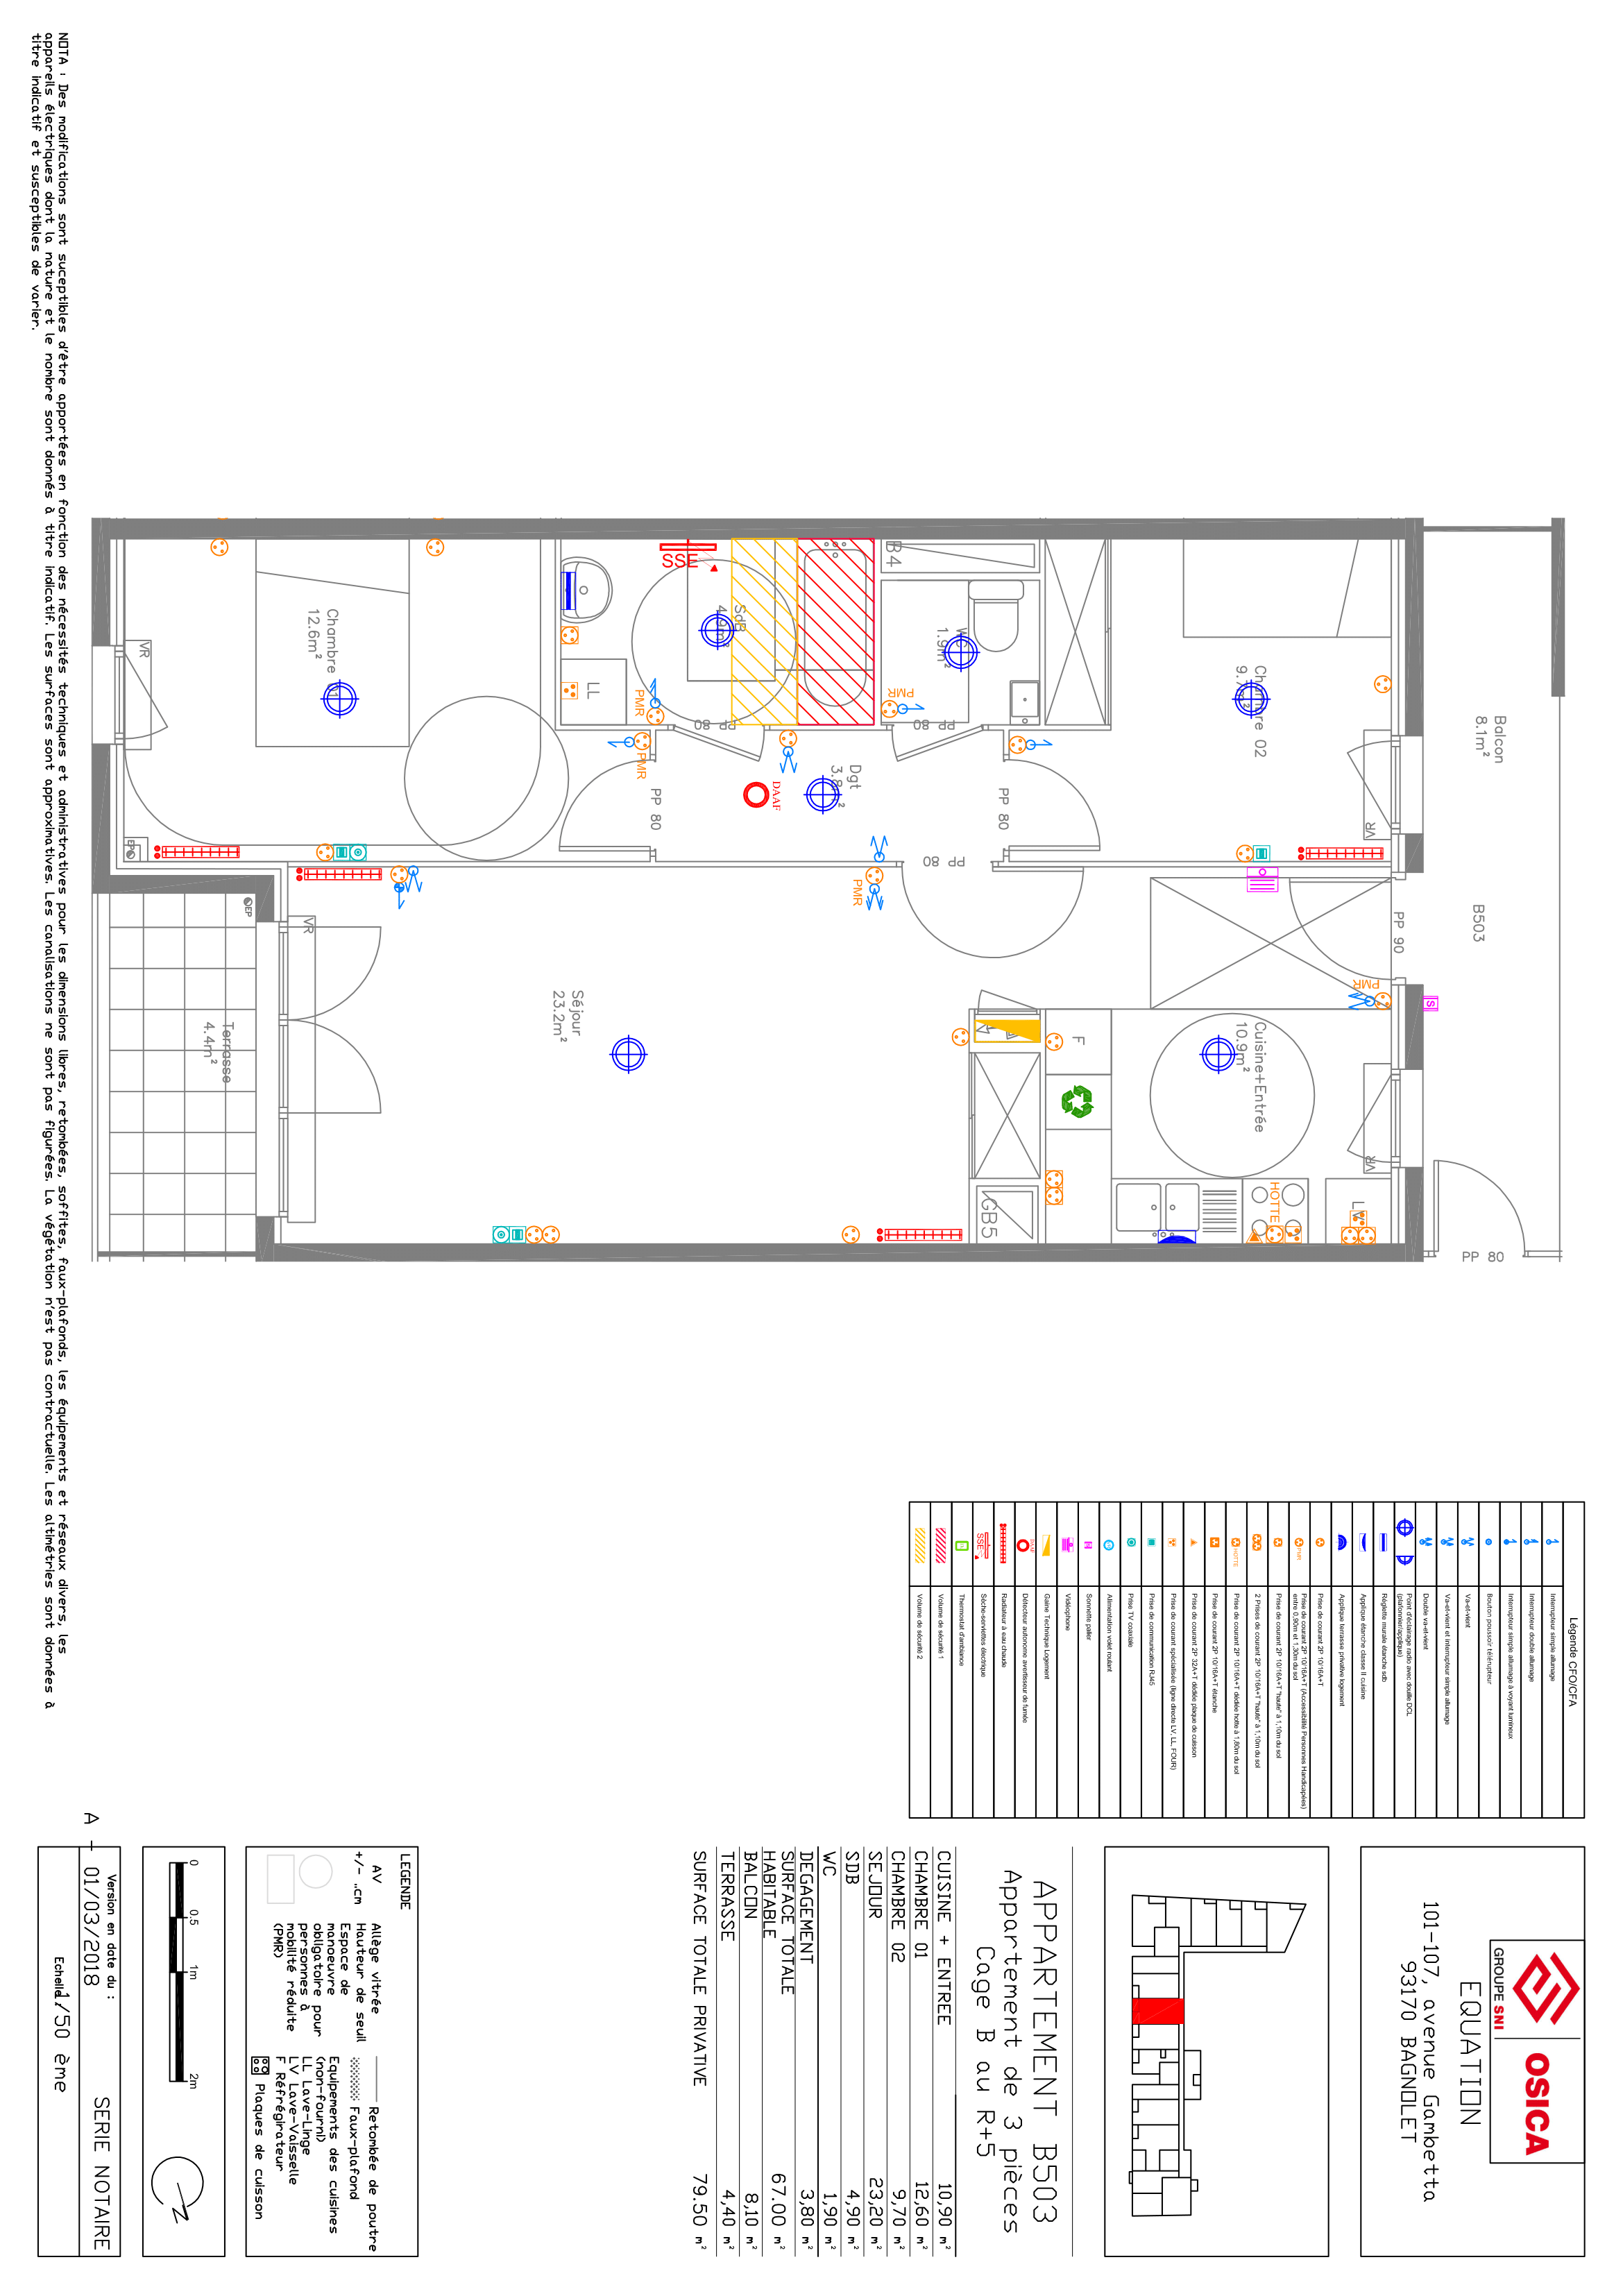 GROUPE SNI
OSICA
EQUATION
101-107, avenue Gambetta
93170 BAGNOLET
APPARTEMENT B503
Appartement de 3 pièces
Cage B au R+5
CUISINE + ENTREE 10,90 m²
CHAMBRE 01 12,60 m²
CHAMBRE 02 9,70 m²
SEJOUR 23,20 m²
SDB 4,90 m²
WC 1,90 m²
DEGAGEMENT 3,80 m²
SURFACE TOTALE
HABITABLE 67.00 m²
BALCON 8,10 m²
TERRASSE 4,40 m²
SURFACE TOTALE PRIVATIVE 79.50 m²
LEGENDE
AV Allège vitrée
+/- ..cm Hauteur de seuil
Espace de
manoeuvre
obligatoire pour
personnes à
mobilité réduite
(PMR)
Retombée de poutre
Faux-plafond
Equipements des cuisines
(non-fourni)
LL Lave-Linge
LV Lave-Vaisselle
F Réfrégirateur
Plaques de cuisson
0 0.5 1m 2m
N
A -
Version en date du :
01/03/2018
SERIE NOTAIRE
Echelle 1/50 ème
Légende CFO/CFA
Interrupteur simple allumage
Interrupteur double allumage
Interrupteur simple allumage à voyant lumineux
Bouton poussoir télérupteur
Va-et-vient
Va-et-vient et interrupteur simple allumage
Double va-et-vient
Point d'éclairage radio avec douille DCL
(plafonnier/applique)
Réglette murale étanche sdb
Applique étanche classe II cuisine
Applique terrasse privative logement
Prise de courant 2P 10/16A+T
PMR Prise de courant 2P 10/16A+T (Accessibilité Personnes Handicapées)
entre 0,90m et 1,30m du sol
Prise de courant 2P 10/16A+T "haute" à 1,10m du sol
2 Prises de courant 2P 10/16A+T "haute" à 1,10m du sol
HOTTE Prise de courant 2P 10/16A+T dédiée hotte à 1,80m du sol
Prise de courant 2P 10/16A+T étanche
Prise de courant 2P 32A+T dédiée plaque de cuisson
Prise de courant spécialisée (ligne directe LV, LL, FOUR)
Prise de communication RJ45
Prise TV coaxiale
Alimentation volet roulant
Sonnette palier
Vidéophone
Gaine Technique Logement
DAAF Détecteur autonome avertisseur de fumée
Radiateur à eau chaude
SSE Sèche-serviettes électrique
Thermostat d'ambiance
Volume de sécurité 1
Volume de sécurité 2
Balcon
8.1m²
B503
PP 80
Chambre 02
9.7m²
VR
PP 90
PMR
S
Cuisine+Entrée
10.9m²
VR
LV
HOTTE
F
GB5
B4
WC
1.9m²
PMR
PP 80
PP 80
PP 80
Dgt
3.8m²
DAAF
PMR
SdB
4.9m²
SSE
LL
PMR
PP 80
PMR
PP 80
Séjour
23.2m²
Chambre 01
12.6m²
VR
EP
VR
EP
Terrasse
4.4m²
NOTA : Des modifications sont suceptibles d'être apportées en fonction des nécessités techniques et administratives pour les dimensions libres, retombées, soffites, faux-plafonds, les équipements et réseaux divers, les
appareils électriques dont la nature et le nombre sont donnés à titre indicatif. Les surfaces sont approximatives. Les canalisations ne sont pas figurées. La végétation n'est pas contractuelle. Les altimétries sont données à
titre indicatif et susceptibles de varier.